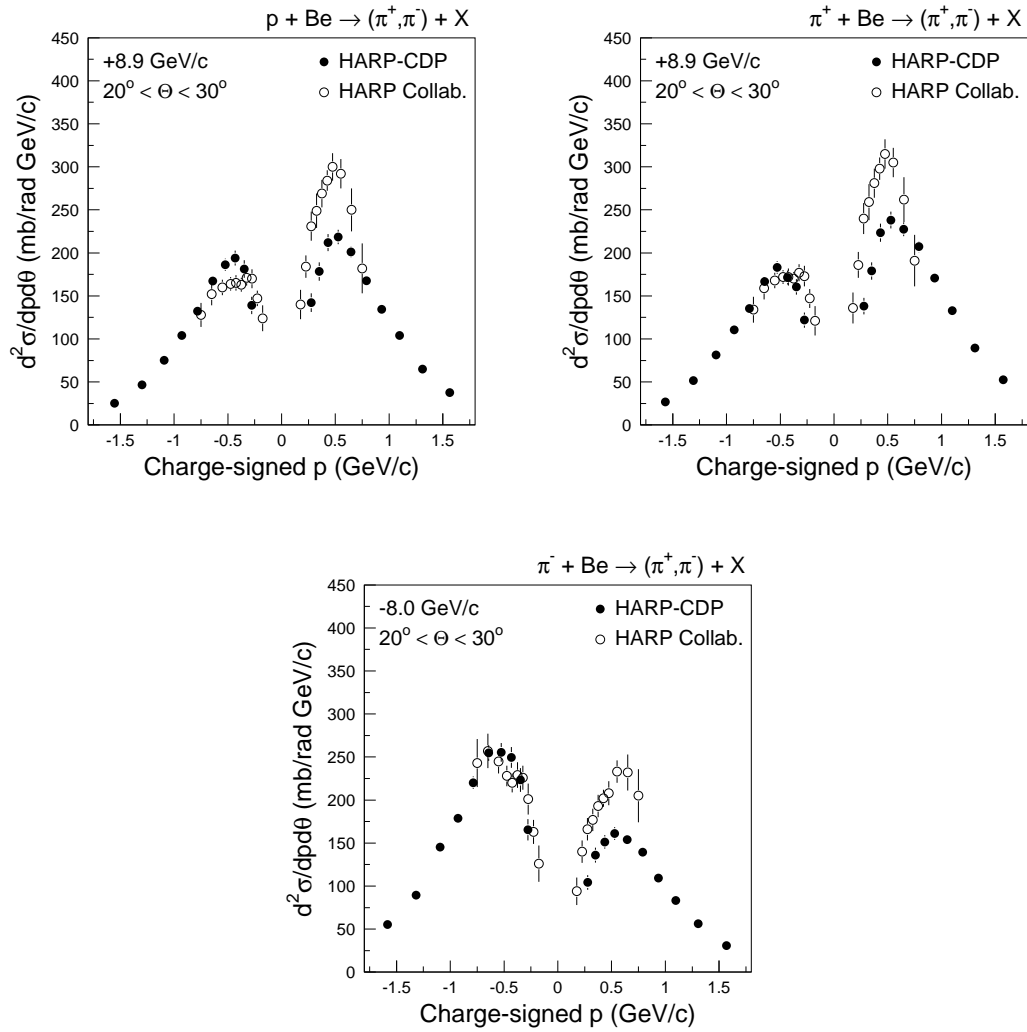 p + Be → (π⁺,π⁻) + X
+8.9 GeV/c
20° < Θ < 30°
HARP-CDP
HARP Collab.
d²σ/dpdθ (mb/rad GeV/c)
450
400
350
300
250
200
150
100
50
0
-1.5 -1 -0.5 0 0.5 1 1.5
Charge-signed p (GeV/c)
π⁺ + Be → (π⁺,π⁻) + X
+8.9 GeV/c
20° < Θ < 30°
HARP-CDP
HARP Collab.
d²σ/dpdθ (mb/rad GeV/c)
450
400
350
300
250
200
150
100
50
0
-1.5 -1 -0.5 0 0.5 1 1.5
Charge-signed p (GeV/c)
π⁻ + Be → (π⁺,π⁻) + X
-8.0 GeV/c
20° < Θ < 30°
HARP-CDP
HARP Collab.
d²σ/dpdθ (mb/rad GeV/c)
450
400
350
300
250
200
150
100
50
0
-1.5 -1 -0.5 0 0.5 1 1.5
Charge-signed p (GeV/c)